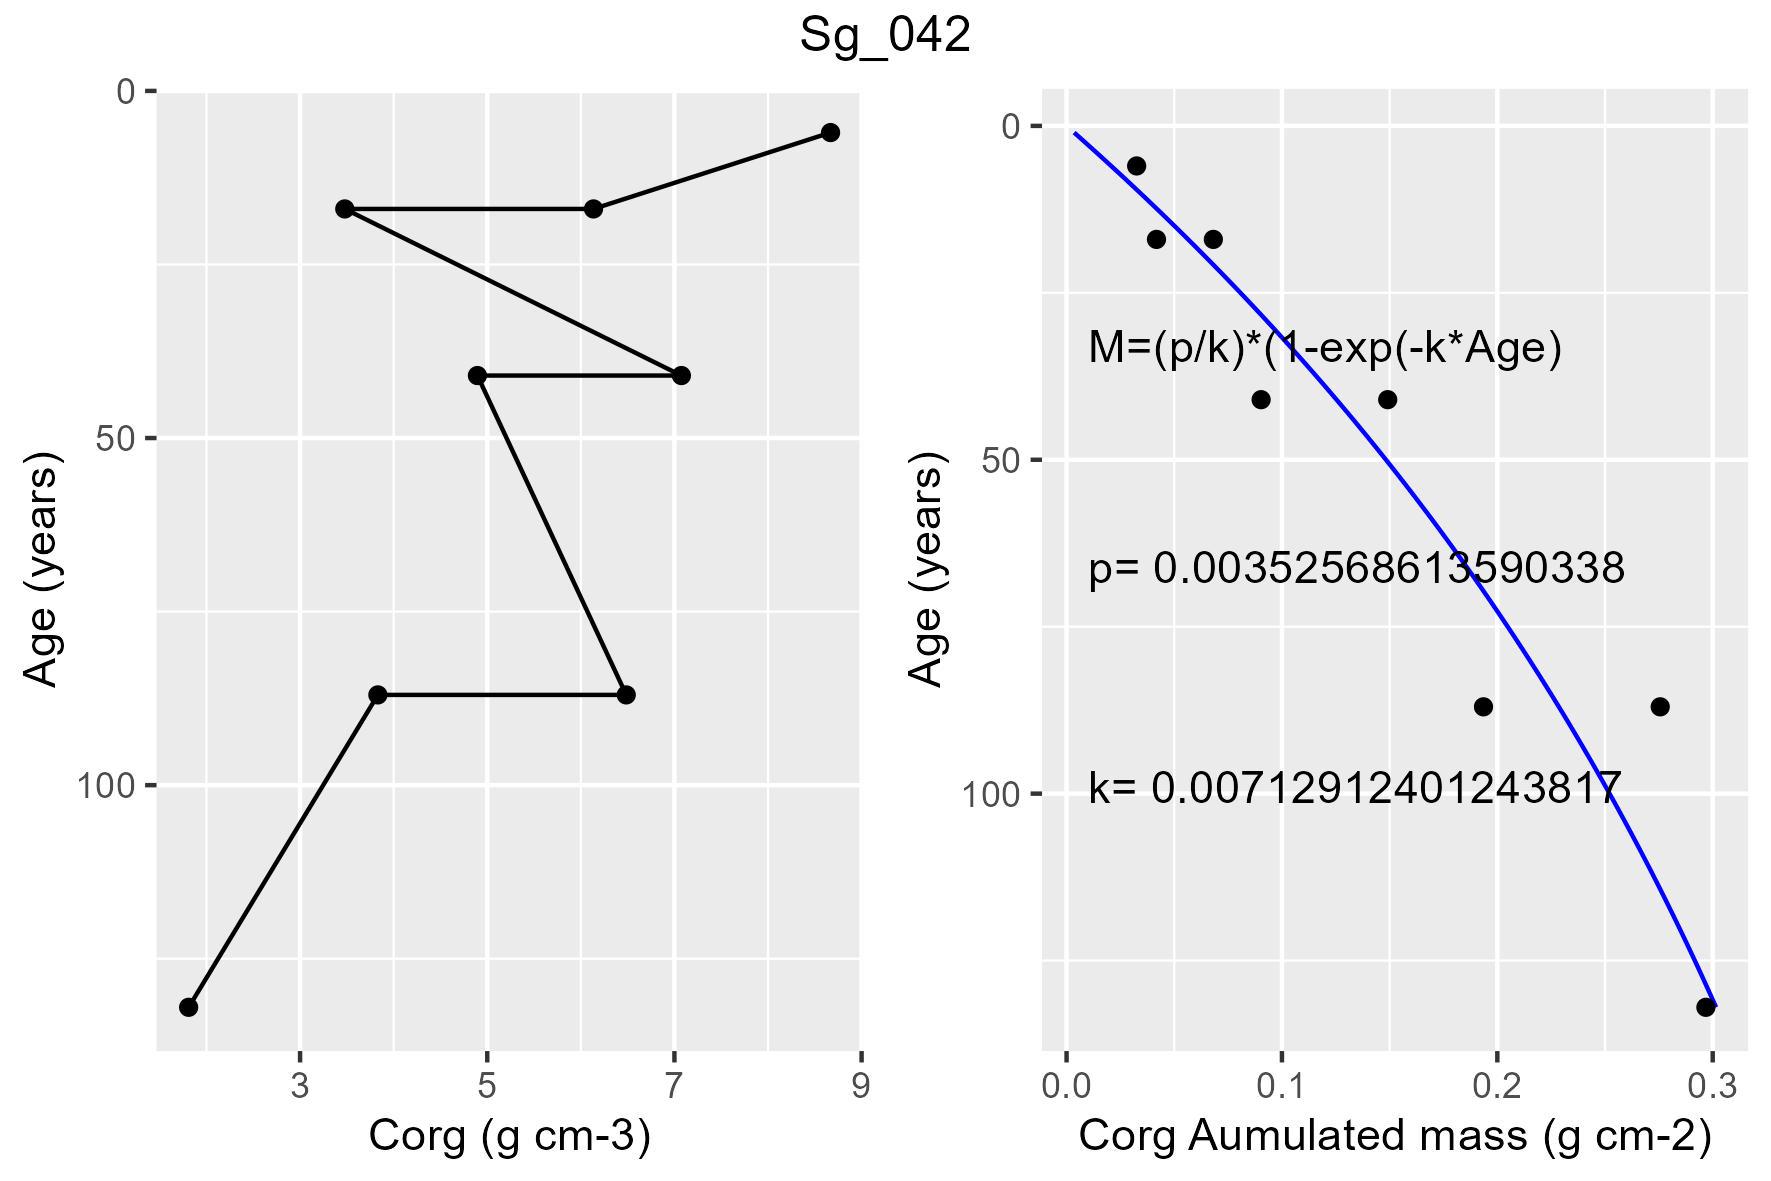 Sg_042
0
50
100
Age (years)
3 5 7 9
Corg (g cm-3)
0
50
100
Age (years)
M=(p/k)*(1-exp(-k*Age)
p= 0.00352568613590338
k= 0.00712912401243817
0.0 0.1 0.2 0.3
Corg Aumulated mass (g cm-2)